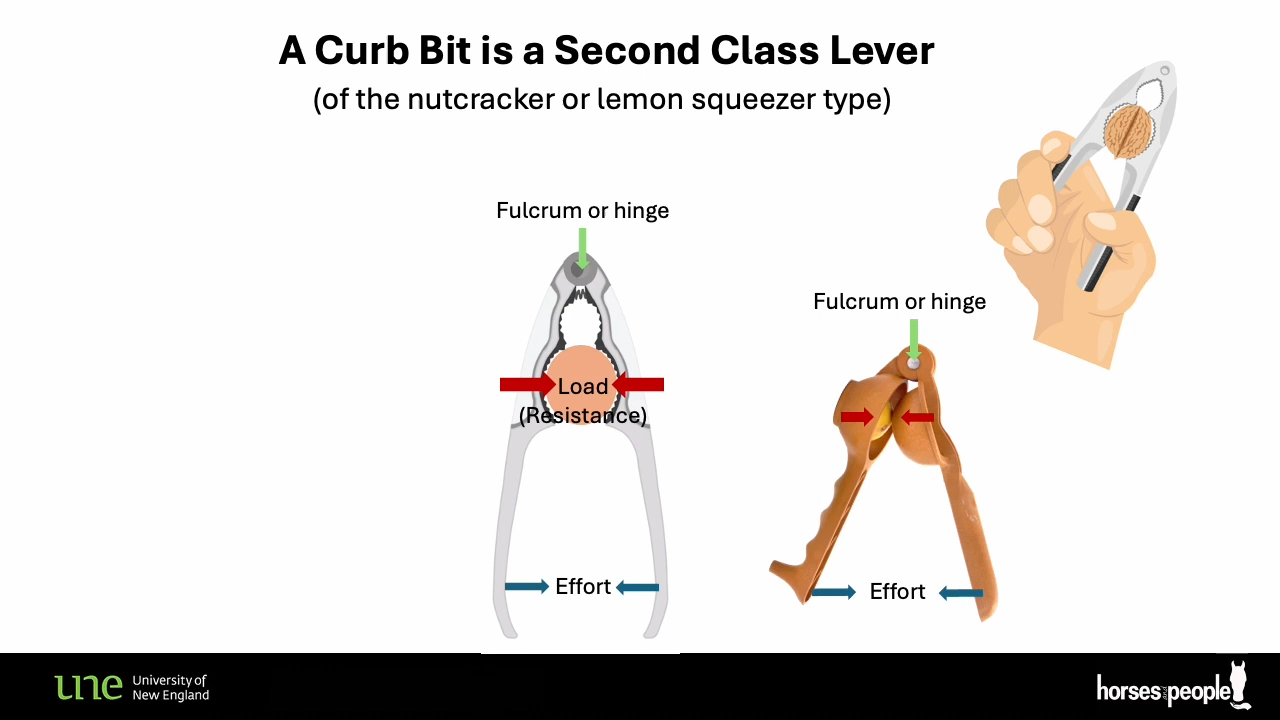 A Curb Bit is a Second Class Lever
(of the nutcracker or lemon squeezer type)
Fulcrum or hinge
Fulcrum or hinge
Load
(Resistance)
Effort
Effort
une University of
New England
horses and people